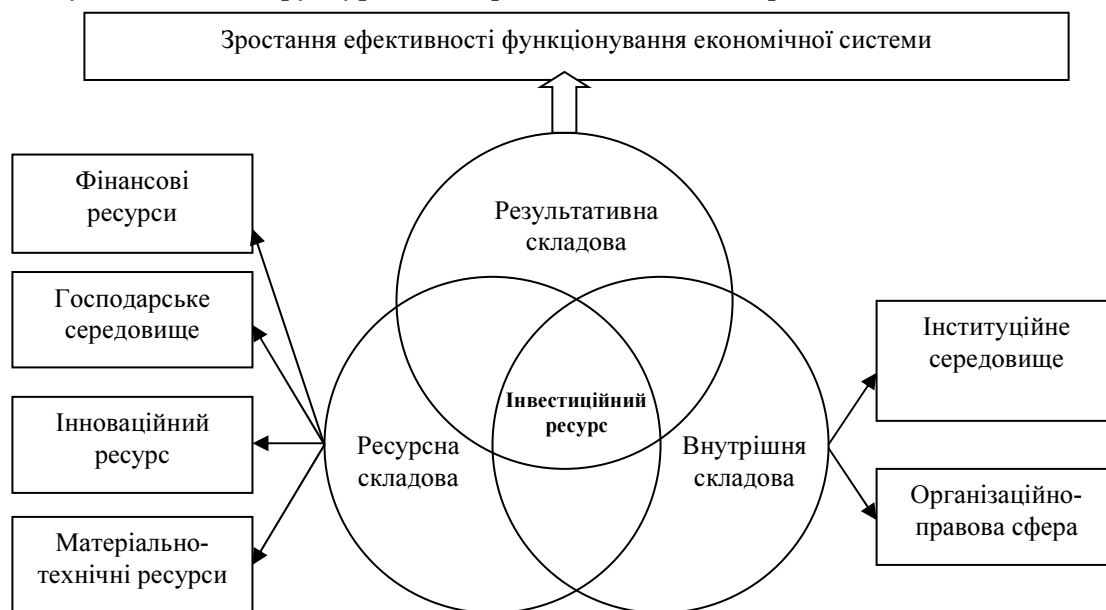 Зростання ефективності функціонування економічної системи
Фінансові
ресурси
Результативна
складова
Господарське
середовище
Інституційне
середовище
Інвестиційний
ресурс
Інноваційний
ресурс
Ресурсна
складова
Внутрішня
складова
Організаційно-
правова сфера
Матеріально-
технічні ресурси